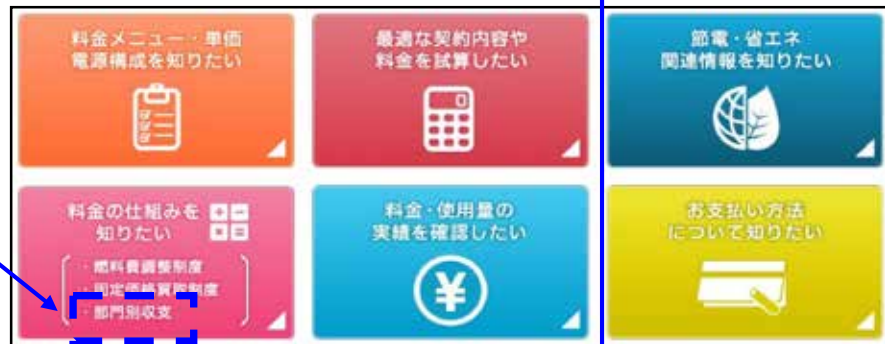 料金メニュー・単価
電源構成を知りたい
最適な契約内容や
料金を試算したい
節電・省エネ
関連情報を知りたい
料金の仕組みを
知りたい
・燃料費調整制度
・固定価格買取制度
・部門別収支
料金・使用量の
実績を確認したい
お支払い方法
について知りたい